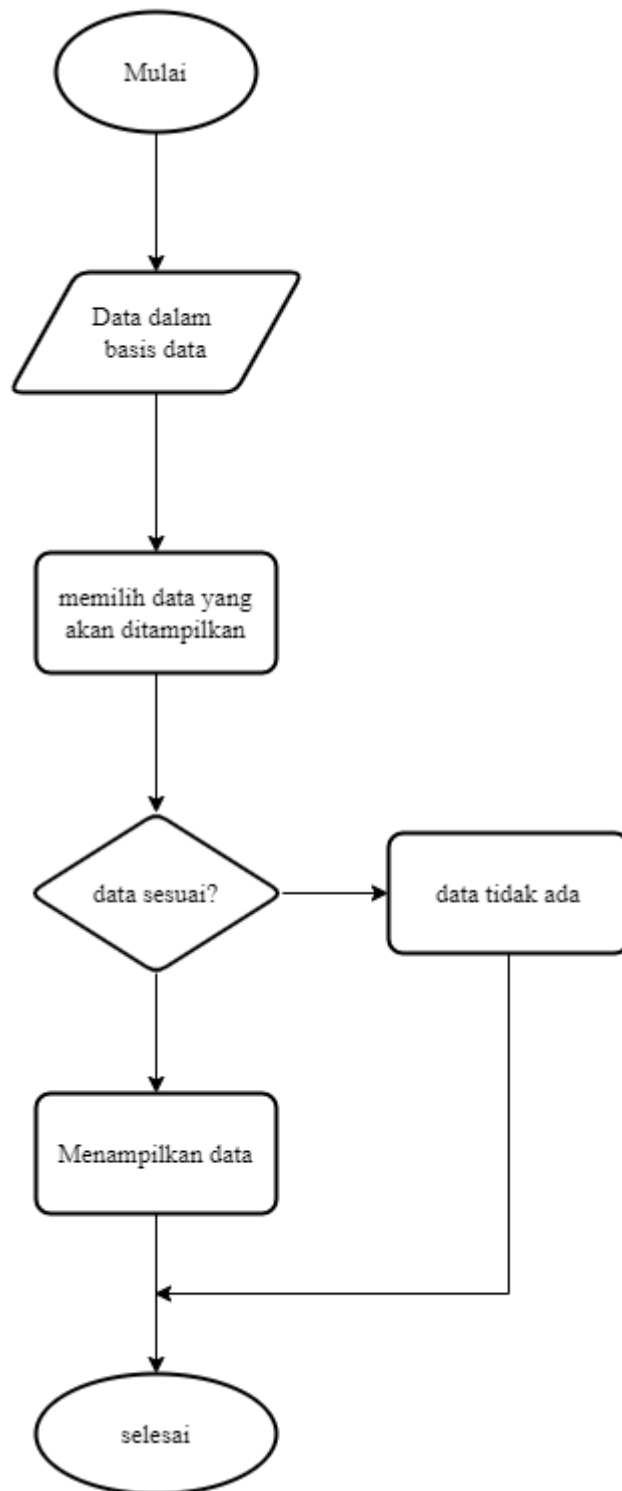 Mulai
Data dalam
basis data
memilih data yang
akan ditampilkan
data sesuai?
data tidak ada
Menampilkan data
selesai